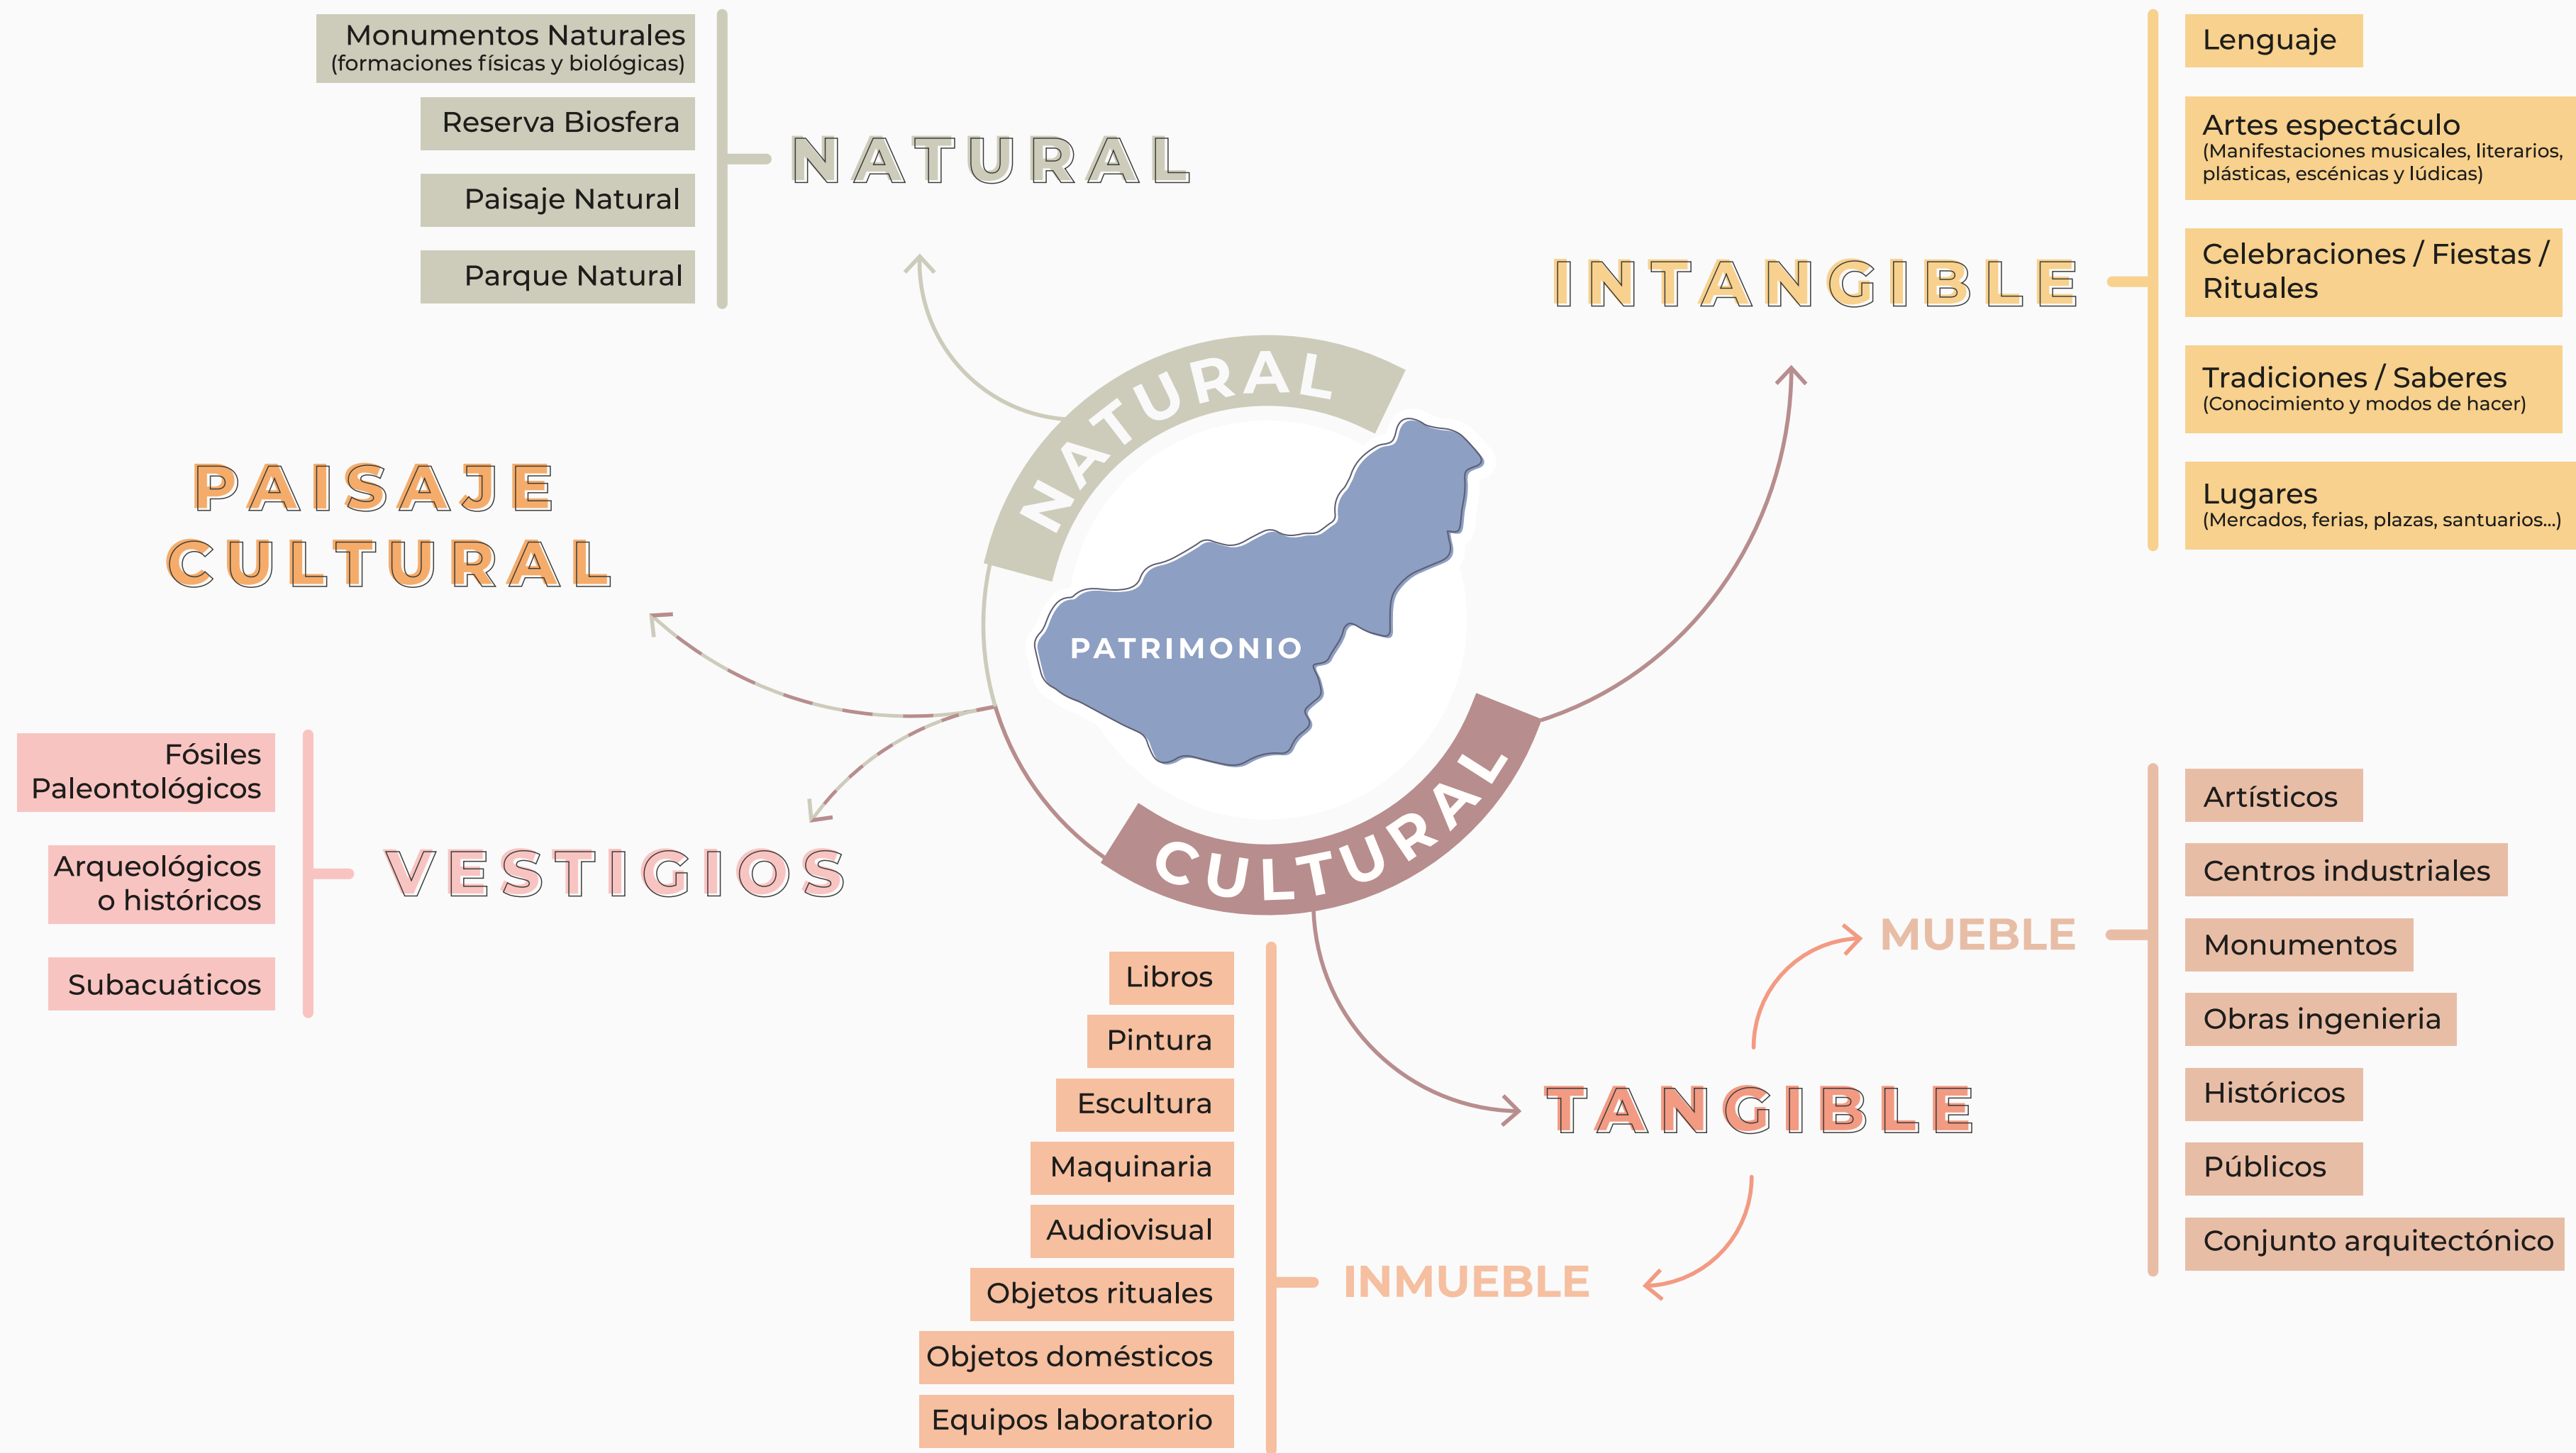 Monumentos Naturales
(formaciones físicas y biológicas)
Reserva Biosfera
Paisaje Natural
Parque Natural
NATURAL
INTANGIBLE
Lenguaje
Artes espectáculo
(Manifestaciones musicales, literarios,
plásticas, escénicas y lúdicas)
Celebraciones / Fiestas /
Rituales
Tradiciones / Saberes
(Conocimiento y modos de hacer)
Lugares
(Mercados, ferias, plazas, santuarios...)
NATURAL
PATRIMONIO
CULTURAL
PAISAJE
CULTURAL
Fósiles
Paleontológicos
Arqueológicos
o históricos
Subacuáticos
VESTIGIOS
TANGIBLE
MUEBLE
Artísticos
Centros industriales
Monumentos
Obras ingenieria
Históricos
Públicos
Conjunto arquitectónico
INMUEBLE
Libros
Pintura
Escultura
Maquinaria
Audiovisual
Objetos rituales
Objetos domésticos
Equipos laboratorio